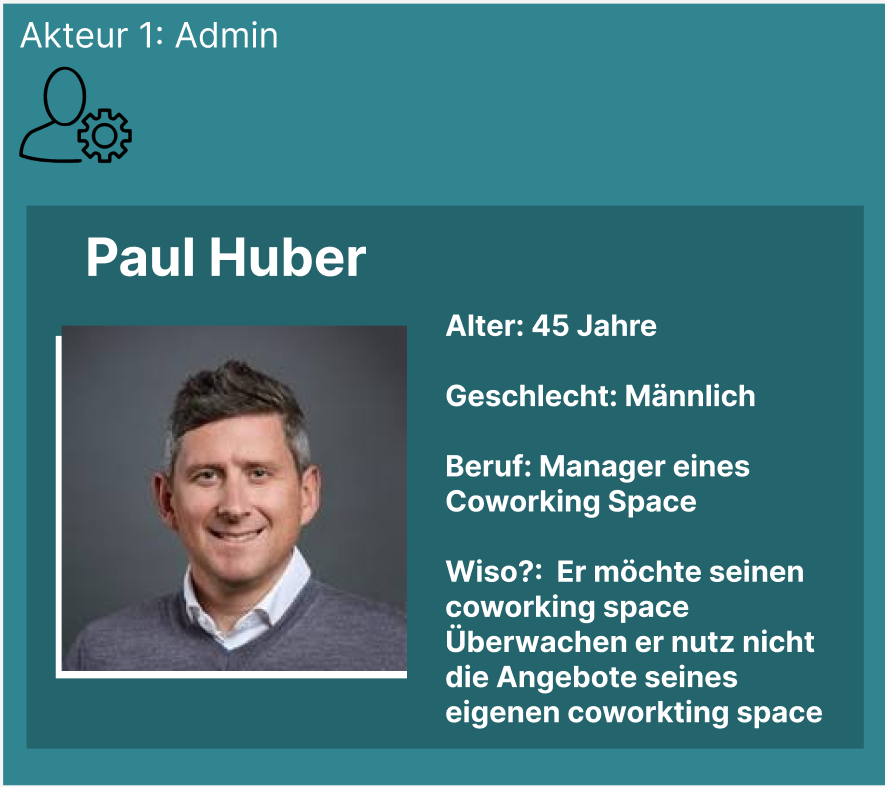 Akteur 1: Admin
Paul Huber
Alter: 45 Jahre
Geschlecht: Männlich
Beruf: Manager eines
Coworking Space
Wiso?:  Er möchte seinen
coworking space
Überwachen er nutz nicht
die Angebote seines
eigenen coworkting space